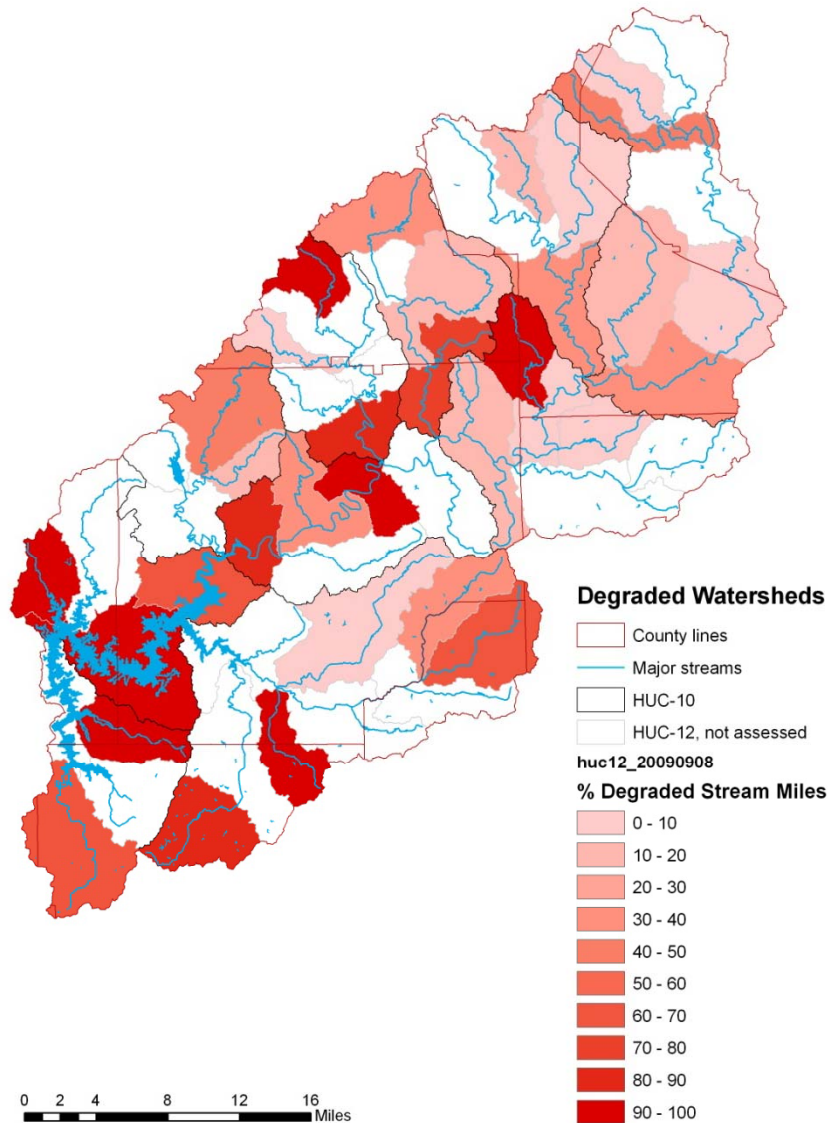 Degraded Watersheds
County lines
Major streams
HUC-10
HUC-12, not assessed
huc12_20090908
% Degraded Stream Miles
0 - 10
10 - 20
20 - 30
30 - 40
40 - 50
50 - 60
60 - 70
70 - 80
80 - 90
90 - 100
0 2 4 8 12 16
Miles